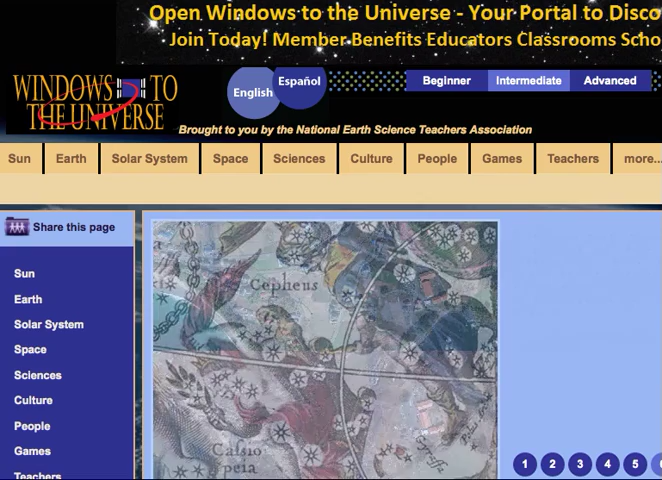 Open Windows to the Universe - Your Portal to Disco
Join Today! Member Benefits Educators Classrooms Scho
WINDOWS TO
THE UNIVERSE
English
Español
Beginner Intermediate Advanced
Brought to you by the National Earth Science Teachers Association
Sun Earth Solar System Space Sciences Culture People Games Teachers more...
Share this page
Sun
Earth
Solar System
Space
Sciences
Culture
People
Games
Teachers
Cepheus
Cassio
peia
1 2 3 4 5